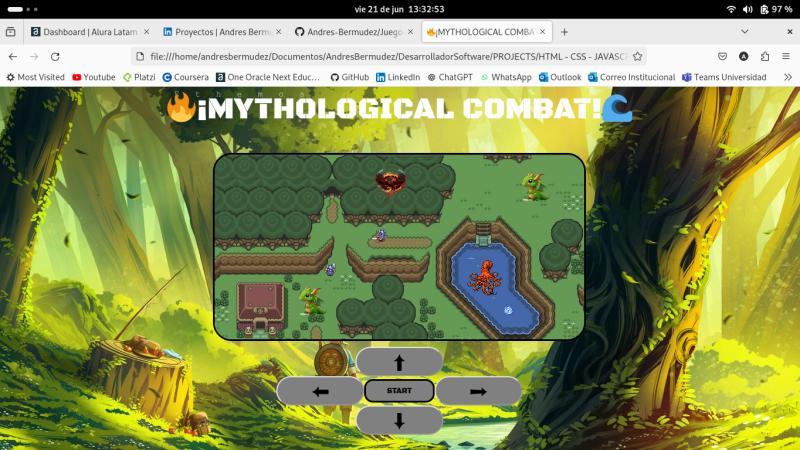 vie 21 de jun 13:32:53
97 %
Dashboard | Alura Latam
Proyectos | Andres Bermu
Andres-Bermudez/Juego
🔥¡MYTHOLOGICAL COMBA
file:///home/andresbermudez/Documentos/AndresBermudez/DesarrolladorSoftware/PROJECTS/HTML - CSS - JAVASC
Most Visited
Youtube
Platzi
Coursera
One Oracle Next Educ...
GitHub
LinkedIn
ChatGPT
WhatsApp
Outlook
Correo Institucional
Teams Universidad
🔥¡MYTHOLOGICAL COMBAT!🌊
START